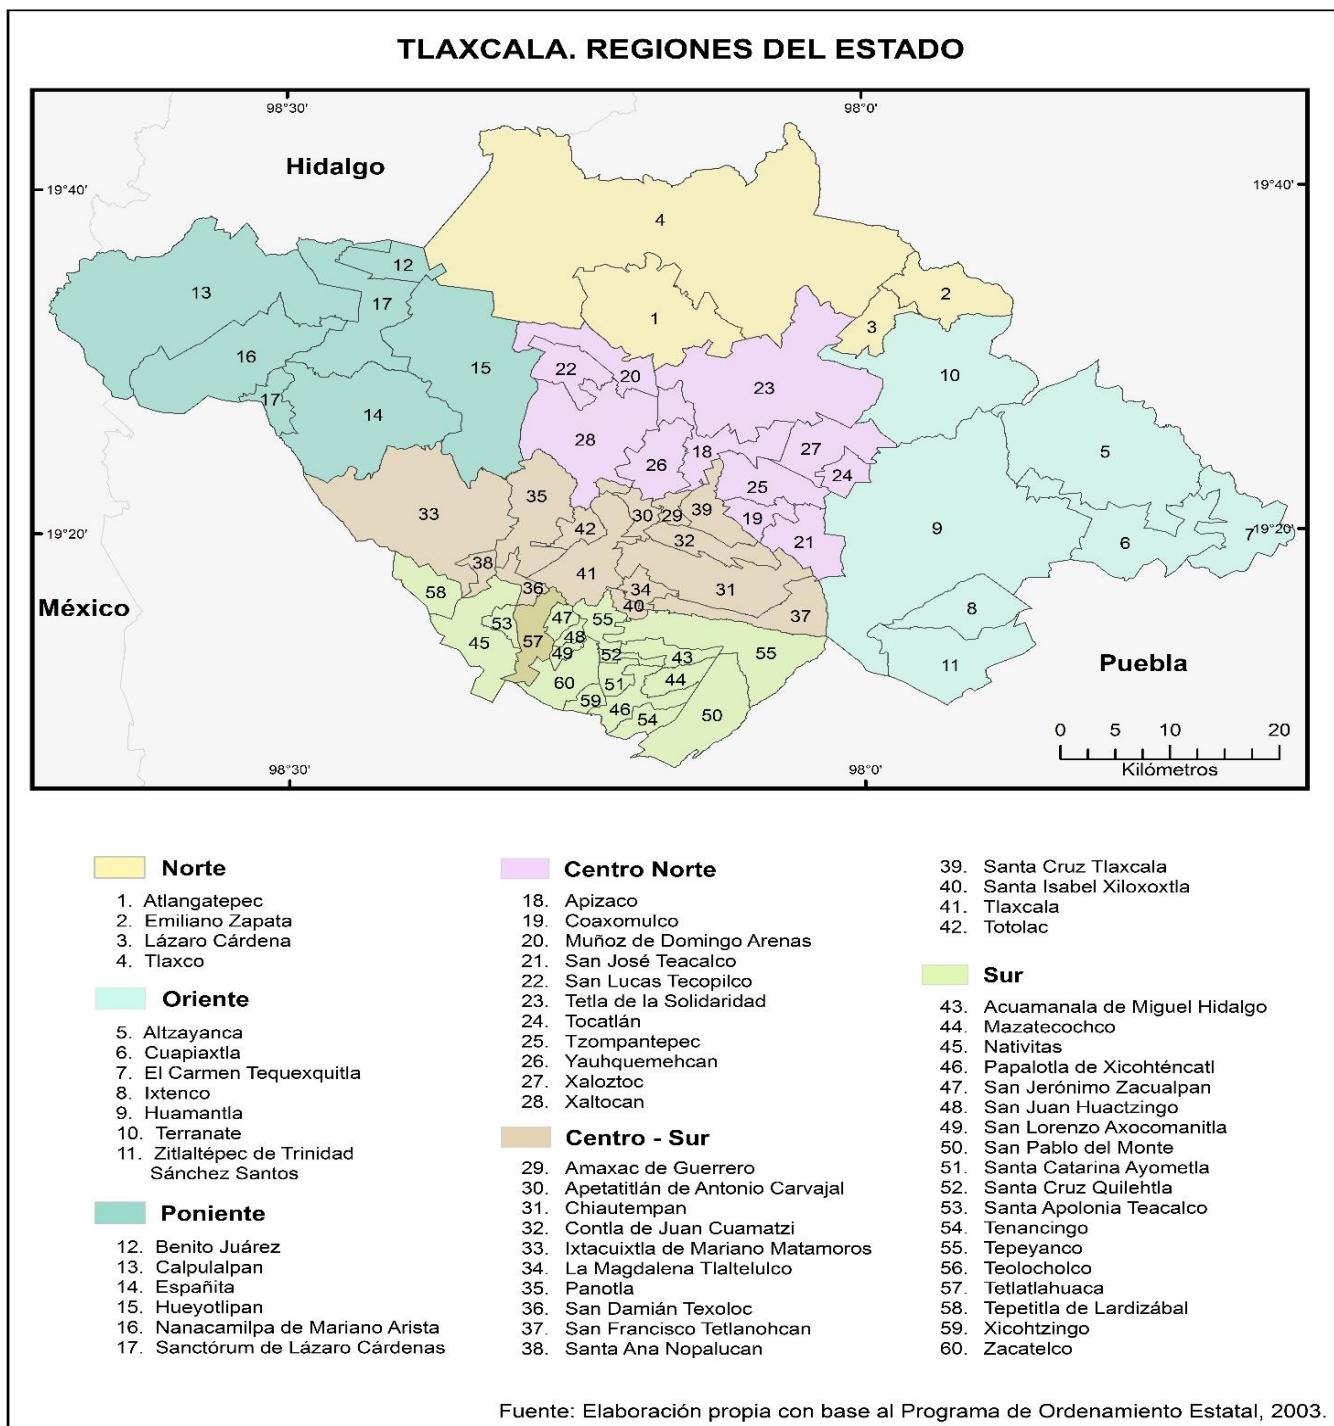 TLAXCALA. REGIONES DEL ESTADO
98°30'
98°0'
Hidalgo
19°40'
19°40'
4
12
13
2
17
1
3
16
15
22
20
23
10
17
14
28
27
5
18
26
24
25
35
33
30
29
39
19
9
19°20'
42
32
21
6
7
19°20'
38
41
36
34
31
58
México
40
8
37
47
55
53
45
57
48
49
52
43
55
Puebla
11
60
51
44
59
46
54
50
0
5
10
20
Kilómetros
98°30'
98°0'
Norte
1. Atlangatepec
2. Emiliano Zapata
3. Lázaro Cárdena
4. Tlaxco
Oriente
5. Altzayanca
6. Cuapiaxtla
7. El Carmen Tequexquitla
8. Ixtenco
9. Huamantla
10. Terranate
11. Zitlaltépec de Trinidad
Sánchez Santos
Poniente
12. Benito Juárez
13. Calpulalpan
14. Españita
15. Hueyotlipan
16. Nanacamilpa de Mariano Arista
17. Sanctórum de Lázaro Cárdenas
Centro Norte
18. Apizaco
19. Coaxomulco
20. Muñoz de Domingo Arenas
21. San José Teacalco
22. San Lucas Tecopilco
23. Tetla de la Solidaridad
24. Tocatlán
25. Tzompantepec
26. Yauhquemehcan
27. Xaloztoc
28. Xaltocan
Centro - Sur
29. Amaxac de Guerrero
30. Apetatitlán de Antonio Carvajal
31. Chiautempan
32. Contla de Juan Cuamatzi
33. Ixtacuixtla de Mariano Matamoros
34. La Magdalena Tlaltelulco
35. Panotla
36. San Damián Texoloc
37. San Francisco Tetlanohcan
38. Santa Ana Nopalucan
39. Santa Cruz Tlaxcala
40. Santa Isabel Xiloxoxtla
41. Tlaxcala
42. Totolac
Sur
43. Acuamanala de Miguel Hidalgo
44. Mazatecochco
45. Nativitas
46. Papalotla de Xicohténcatl
47. San Jerónimo Zacualpan
48. San Juan Huactzingo
49. San Lorenzo Axocomanitla
50. San Pablo del Monte
51. Santa Catarina Ayometla
52. Santa Cruz Quilehtla
53. Santa Apolonia Teacalco
54. Tenancingo
55. Tepeyanco
56. Teolocholco
57. Tetlatlahuaca
58. Tepetitla de Lardizábal
59. Xicohtzingo
60. Zacatelco
Fuente: Elaboración propia con base al Programa de Ordenamiento Estatal, 2003.